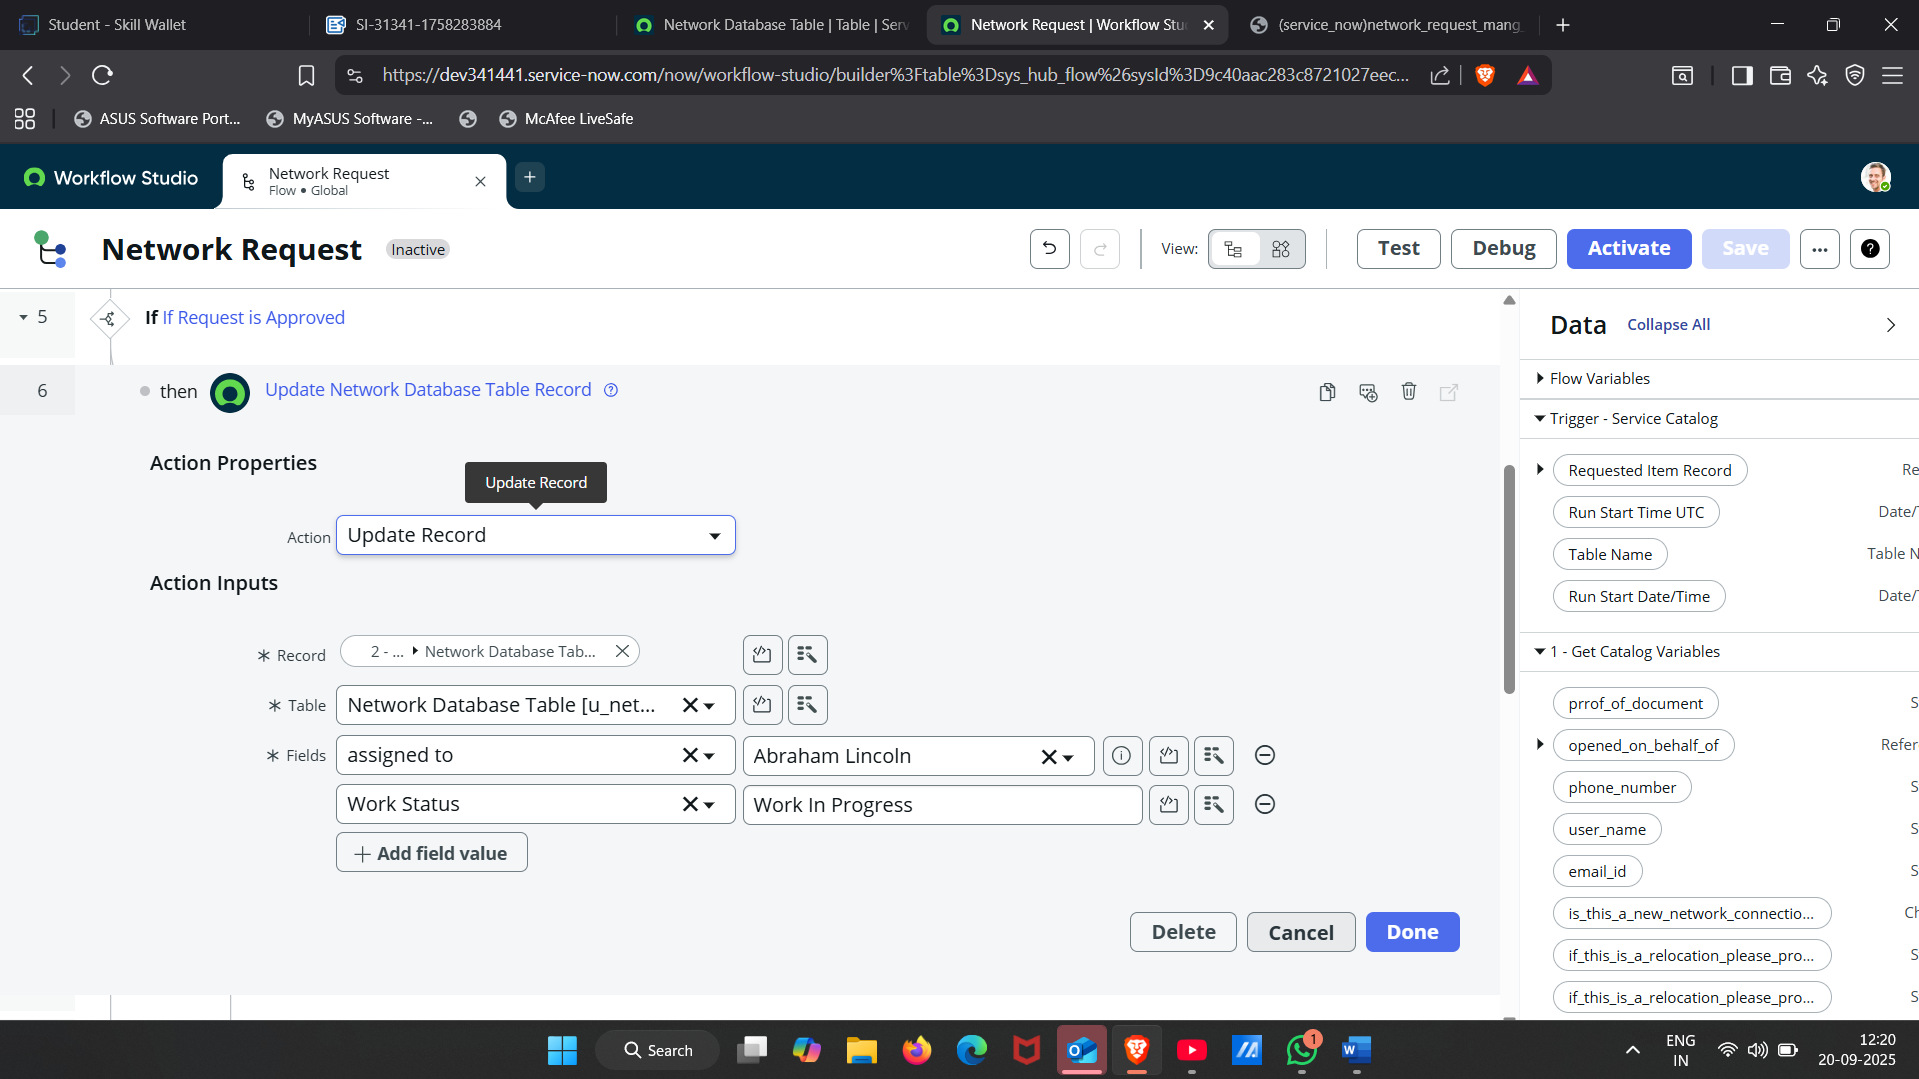 Student - Skill Wallet
SI-31341-1758283884
Network Database Table | Table | Serv
Network Request | Workflow Stu
(service_now)network_request_mang
https://dev341441.service-now.com/now/workflow-studio/builder%3Ftable%3Dsys_hub_flow%26sysId%3D9c40aac283c8721027eec...
ASUS Software Port...
MyASUS Software -...
McAfee LiveSafe
Workflow Studio
Network Request
Flow • Global
Network Request
Inactive
View:
Test
Debug
Activate
Save
5
If If Request is Approved
6
then
Update Network Database Table Record
Action Properties
Update Record
Action
Update Record
Action Inputs
* Record
2 - ... Network Database Tab...
* Table
Network Database Table [u_net...
* Fields
assigned to
Abraham Lincoln
Work Status
Work In Progress
+ Add field value
Delete
Cancel
Done
Data
Collapse All
Flow Variables
Trigger - Service Catalog
Requested Item Record
Re
Run Start Time UTC
Date/T
Table Name
Table N
Run Start Date/Time
Date/T
1 - Get Catalog Variables
prrof_of_document
S
opened_on_behalf_of
Refer
phone_number
S
user_name
S
email_id
S
is_this_a_new_network_connectio...
Ch
if_this_is_a_relocation_please_pro...
S
if_this_is_a_relocation_please_pro...
S
Search
1
ENG
IN
12:20
20-09-2025